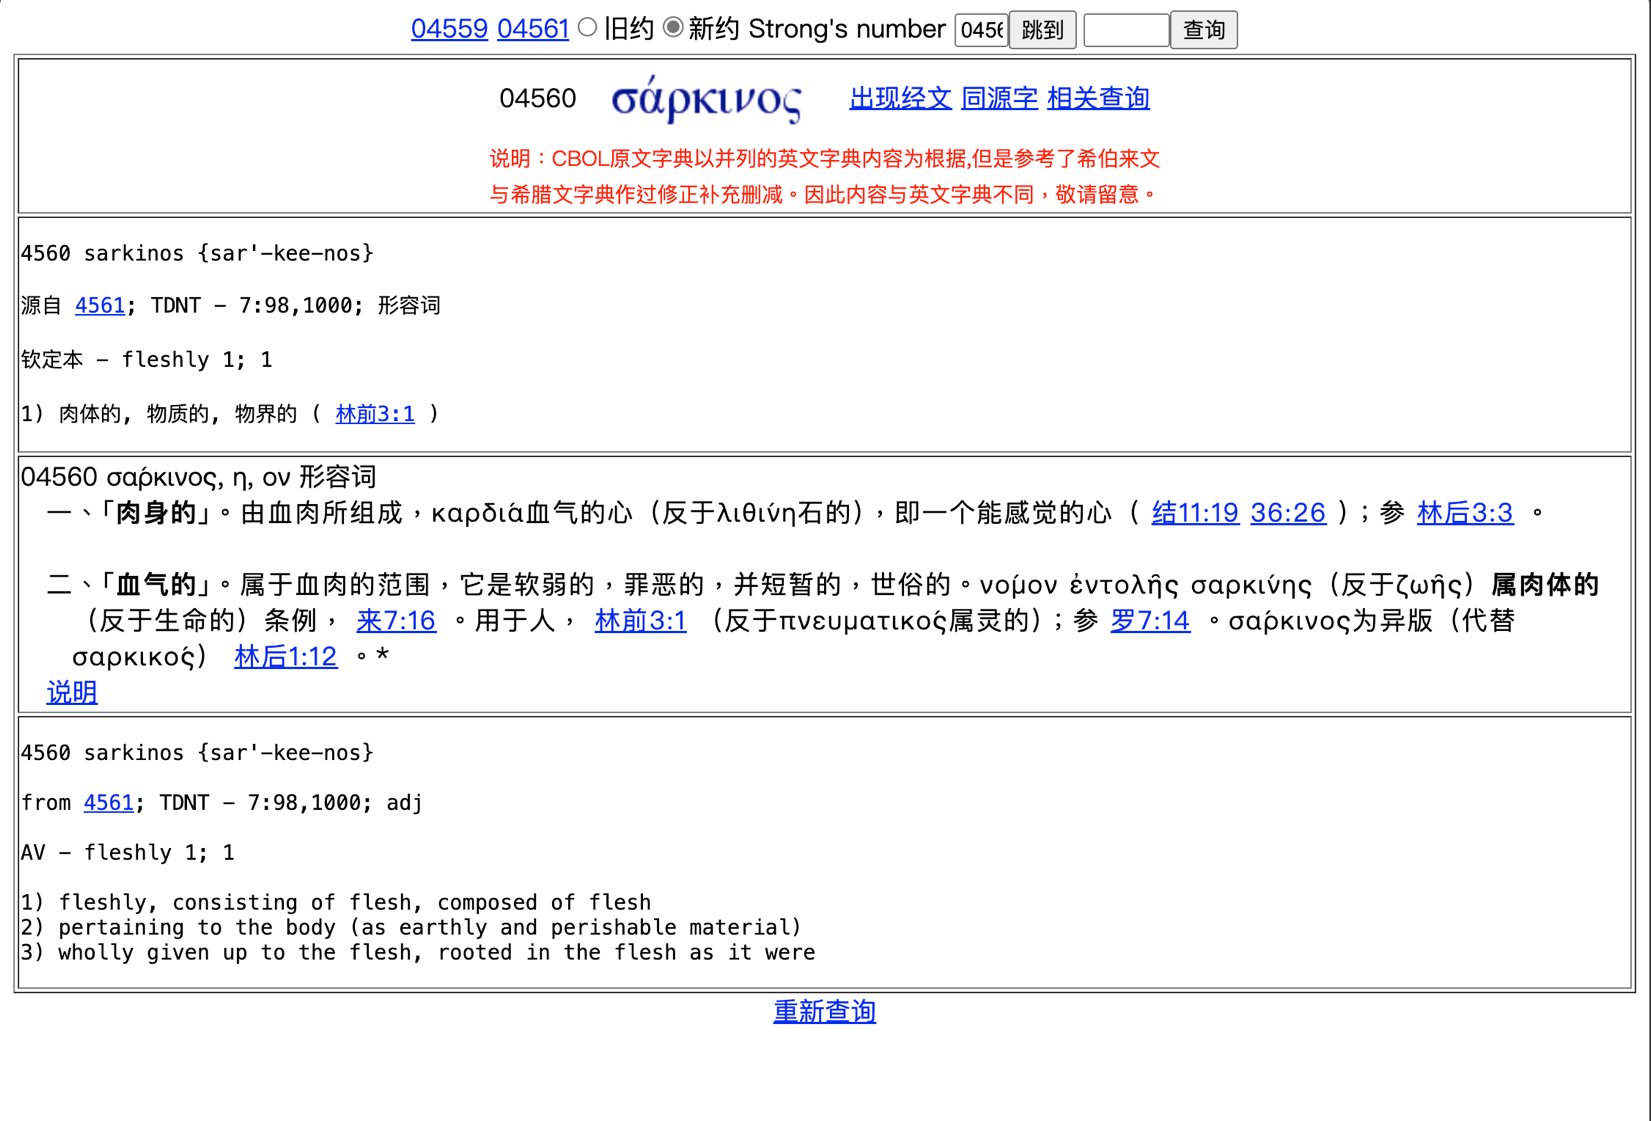 04559 04561 旧约 新约 Strong's number 0456 跳到 查询
04560 σάρκινος 出现经文 同源字 相关查询
说明：CBOL原文字典以并列的英文字典内容为根据,但是参考了希伯来文
与希腊文字典作过修正补充删减。因此内容与英文字典不同，敬请留意。
4560 sarkinos {sar'-kee-nos}
源自 4561; TDNT - 7:98,1000; 形容词
钦定本 - fleshly 1; 1
1) 肉体的, 物质的, 物界的 ( 林前3:1 )
04560 σαρκινος, η, ον 形容词
一、「肉身的」。由血肉所组成，καρδιά血气的心（反于λιθίνη石的），即一个能感觉的心（ 结11:19 36:26 ）；参 林后3:3 。
二、「血气的」。属于血肉的范围，它是软弱的，罪恶的，并短暂的，世俗的。νομον ἐντολῆς σαρκίνης（反于ζωῆς）属肉体的
（反于生命的）条例， 来7:16 。用于人， 林前3:1 （反于πνευματικός属灵的）；参 罗7:14 。σάρκινος为异版（代替
σαρκικός） 林后1:12 。*
说明
4560 sarkinos {sar'-kee-nos}
from 4561; TDNT - 7:98,1000; adj
AV - fleshly 1; 1
1) fleshly, consisting of flesh, composed of flesh
2) pertaining to the body (as earthly and perishable material)
3) wholly given up to the flesh, rooted in the flesh as it were
重新查询